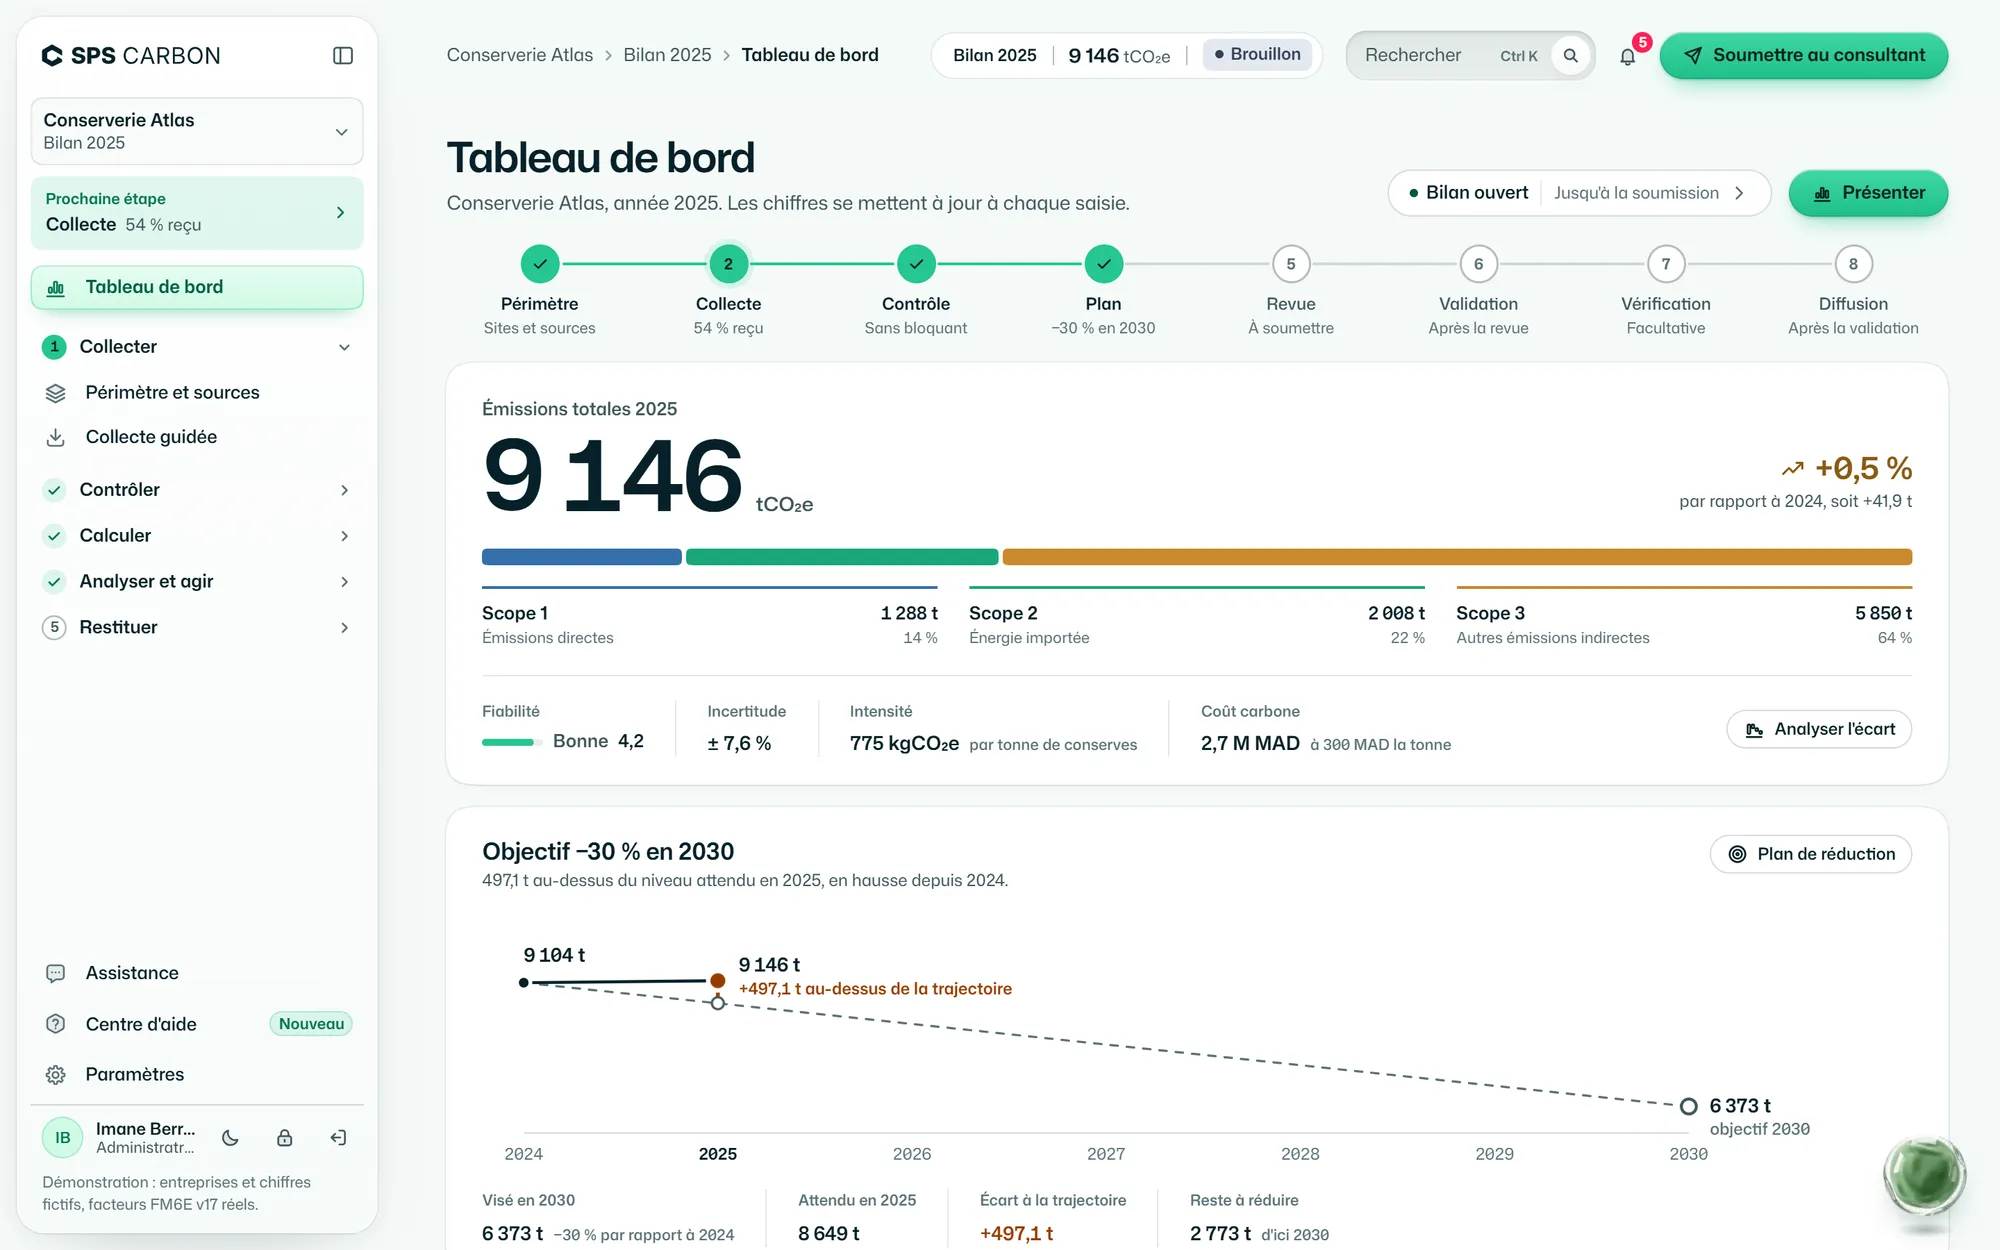 SPS CARBON
Conserverie Atlas
Bilan 2025
Prochaine étape
Collecte 54 % reçu
Tableau de bord
1 Collecter
Périmètre et sources
Collecte guidée
Contrôler
Calculer
Analyser et agir
5 Restituer
Assistance
Centre d'aide Nouveau
Paramètres
IB
Imane Berr...
Administratr...
Démonstration : entreprises et chiffres
fictifs, facteurs FM6E v17 réels.
Conserverie Atlas > Bilan 2025 > Tableau de bord
Bilan 2025 | 9 146 tCO₂e | Brouillon
Rechercher Ctrl K
5
Soumettre au consultant
Tableau de bord
Conserverie Atlas, année 2025. Les chiffres se mettent à jour à chaque saisie.
Bilan ouvert Jusqu'à la soumission
Présenter
2 5 6 7 8
Périmètre Collecte Contrôle Plan Revue Validation Vérification Diffusion
Sites et sources 54 % reçu Sans bloquant −30 % en 2030 À soumettre Après la revue Facultative Après la validation
Émissions totales 2025
9 146 tCO₂e
+0,5 %
par rapport à 2024, soit +41,9 t
Scope 1 1 288 t
Émissions directes 14 %
Scope 2 2 008 t
Énergie importée 22 %
Scope 3 5 850 t
Autres émissions indirectes 64 %
Fiabilité
Bonne 4,2
Incertitude
± 7,6 %
Intensité
775 kgCO₂e par tonne de conserves
Coût carbone
2,7 M MAD à 300 MAD la tonne
Analyser l'écart
Objectif −30 % en 2030
497,1 t au-dessus du niveau attendu en 2025, en hausse depuis 2024.
Plan de réduction
9 104 t
9 146 t
+497,1 t au-dessus de la trajectoire
6 373 t
objectif 2030
2024 2025 2026 2027 2028 2029 2030
Visé en 2030
6 373 t −30 % par rapport à 2024
Attendu en 2025
8 649 t
Écart à la trajectoire
+497,1 t
Reste à réduire
2 773 t d'ici 2030